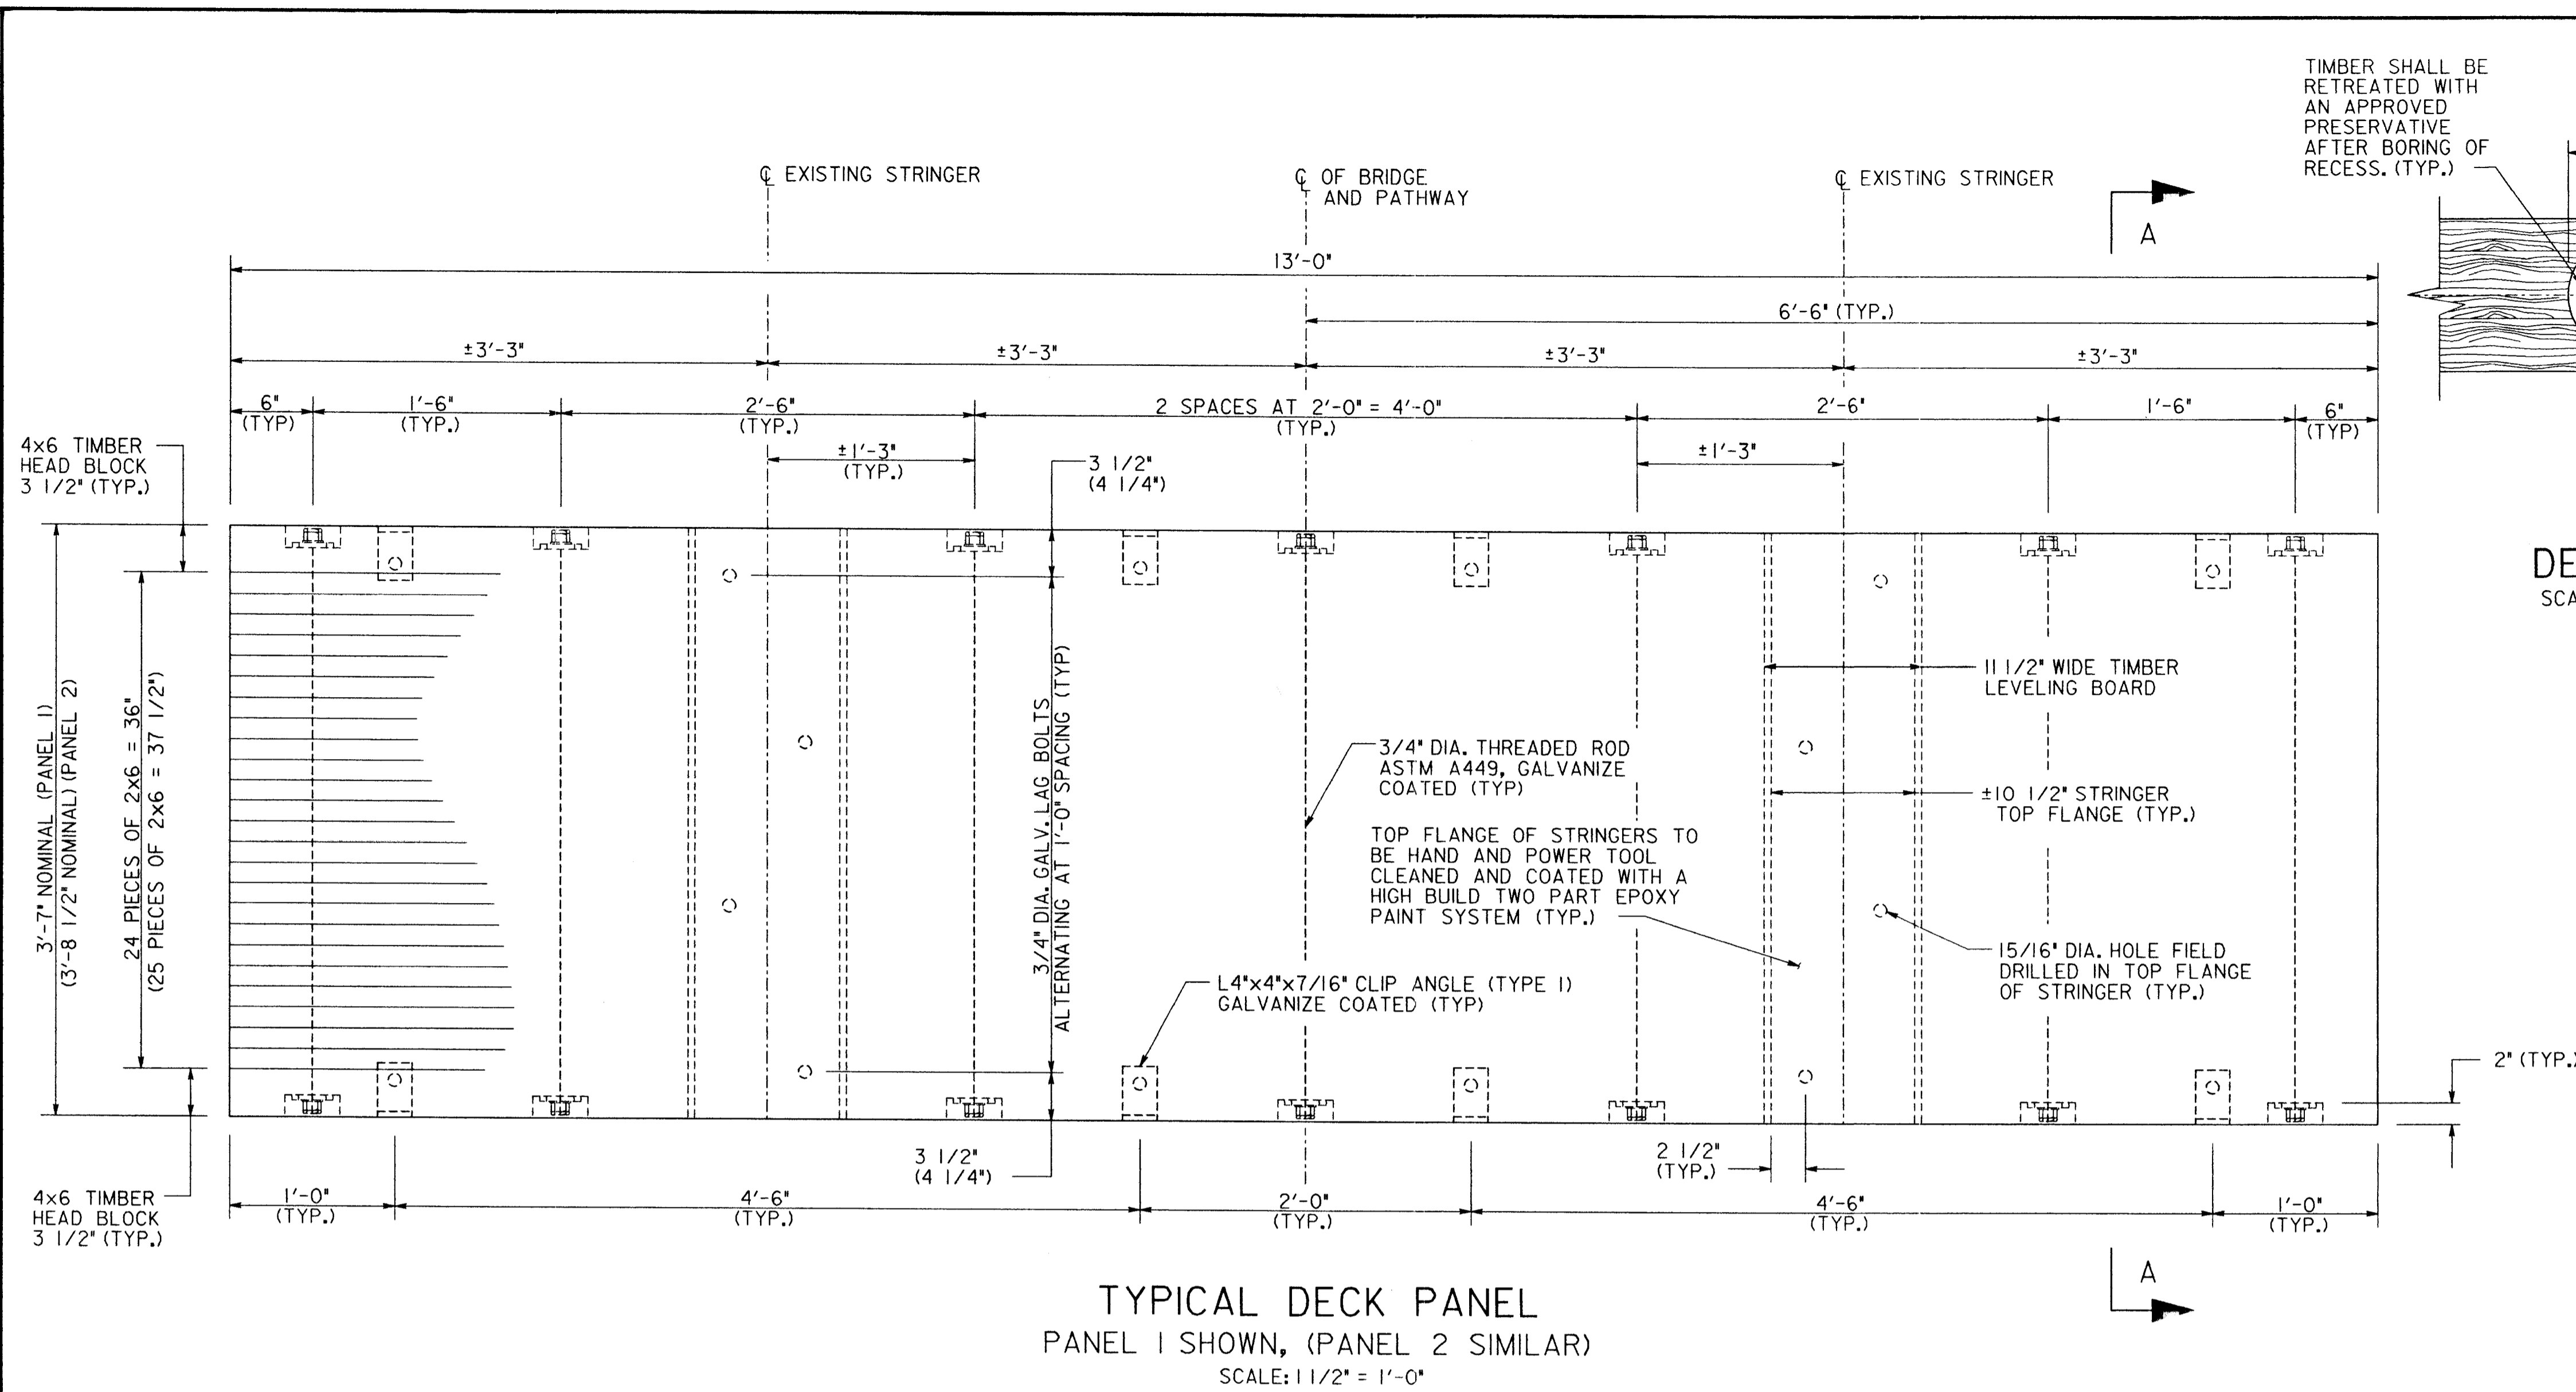 TIMBER SHALL BE
RETREATED WITH
AN APPROVED
PRESERVATIVE
AFTER BORING OF
RECESS. (TYP.)
℄ EXISTING STRINGER
℄ OF BRIDGE
AND PATHWAY
℄ EXISTING STRINGER
A
13'-0"
6'-6" (TYP.)
±3'-3"
±3'-3"
±3'-3"
±3'-3"
6"
(TYP)
1'-6"
(TYP.)
2'-6"
(TYP.)
2 SPACES AT 2'-0" = 4'-0"
(TYP.)
2'-6"
1'-6"
6"
(TYP)
±1'-3"
(TYP.)
±1'-3"
4x6 TIMBER
HEAD BLOCK
3 1/2" (TYP.)
3 1/2"
(4 1/4")
3'-7" NOMINAL (PANEL 1)
(3'-8 1/2" NOMINAL) (PANEL 2)
24 PIECES OF 2x6 = 36"
(25 PIECES OF 2x6 = 37 1/2")
3/4" DIA. GALV. LAG BOLTS
ALTERNATING AT 1'-0" SPACING (TYP)
DE
SCA
11 1/2" WIDE TIMBER
LEVELING BOARD
3/4" DIA. THREADED ROD
ASTM A449, GALVANIZE
COATED (TYP)
±10 1/2" STRINGER
TOP FLANGE (TYP.)
TOP FLANGE OF STRINGERS TO
BE HAND AND POWER TOOL
CLEANED AND COATED WITH A
HIGH BUILD TWO PART EPOXY
PAINT SYSTEM (TYP.)
15/16" DIA. HOLE FIELD
DRILLED IN TOP FLANGE
OF STRINGER (TYP.)
L4"x4"x7/16" CLIP ANGLE (TYPE 1)
GALVANIZE COATED (TYP)
2" (TYP.)
3 1/2"
(4 1/4")
2 1/2"
(TYP.)
4x6 TIMBER
HEAD BLOCK
3 1/2" (TYP.)
1'-0"
(TYP.)
4'-6"
(TYP.)
2'-0"
(TYP.)
4'-6"
(TYP.)
1'-0"
(TYP.)
A
TYPICAL DECK PANEL
PANEL 1 SHOWN, (PANEL 2 SIMILAR)
SCALE: 1 1/2" = 1'-0"